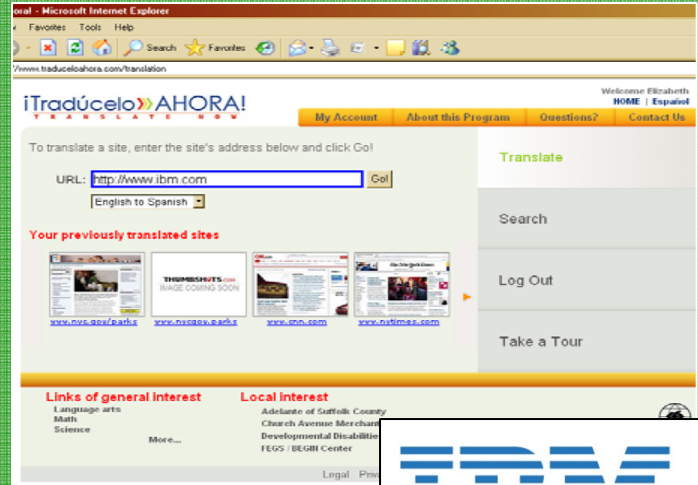 oral - Microsoft Internet Explorer
Favorites Tools Help
Search Favorites
www.traduceloahora.com/translation
Welcome Elizabeth
HOME | Español
¡Tradúcelo»AHORA!
TRANSLATE NOW
My Account About this Program Questions? Contact Us
To translate a site, enter the site's address below and click Go!
URL: http://www.ibm.com Go!
English to Spanish
Your previously translated sites
THUMBSHOTS.COM
IMAGE COMING SOON
www.nyc.gov/parks www.nycgov.parks www.cnn.com www.nytimes.com
Translate
Search
Log Out
Take a Tour
Links of general interest
Language arts
Math
Science
More...
Local interest
Adelante of Suffolk County
Church Avenue Merchant
Developmental Disabilitie
FEGS / BEGIN Center
Legal Priv
IBM